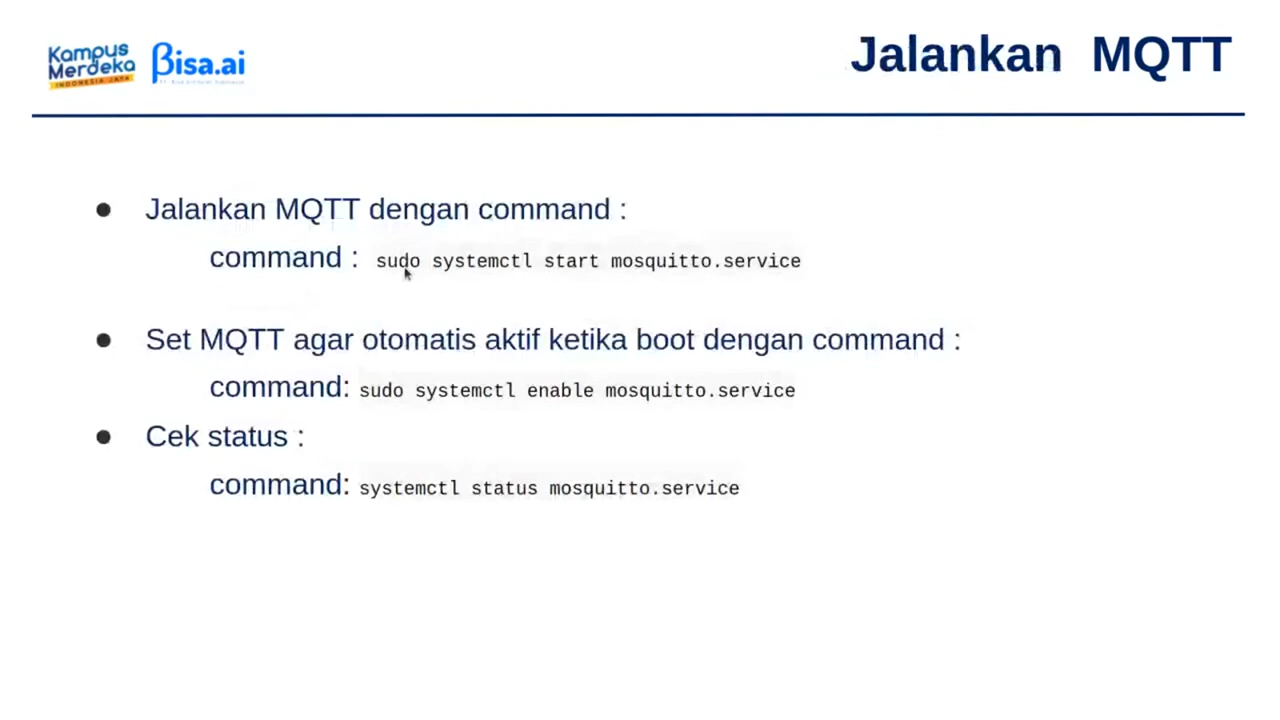 Kampus
Merdeka
INDONESIA JAYA
Bisa.ai
Jalankan MQTT
● Jalankan MQTT dengan command :
command : sudo systemctl start mosquitto.service
● Set MQTT agar otomatis aktif ketika boot dengan command :
command: sudo systemctl enable mosquitto.service
● Cek status :
command: systemctl status mosquitto.service